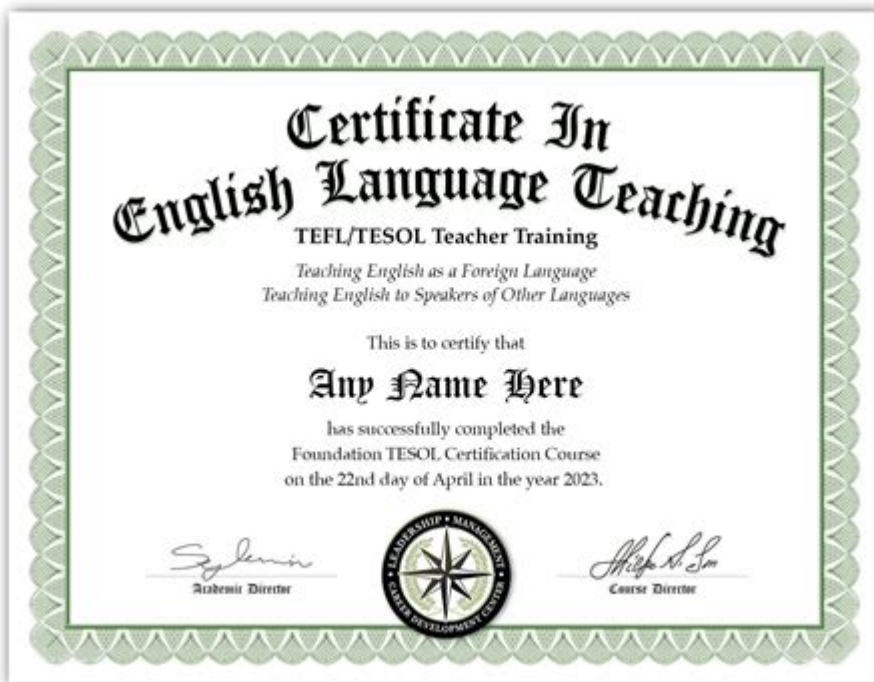 Certificate In
English Language Teaching
TEFL/TESOL Teacher Training
Teaching English as a Foreign Language
Teaching English to Speakers of Other Languages
This is to certify that
Any Name Here
has successfully completed the
Foundation TESOL Certification Course
on the 22nd day of April in the year 2023.
Academic Director
LEADERSHIP • MANAGEMENT •
CAREER DEVELOPMENT CENTER
Course Director